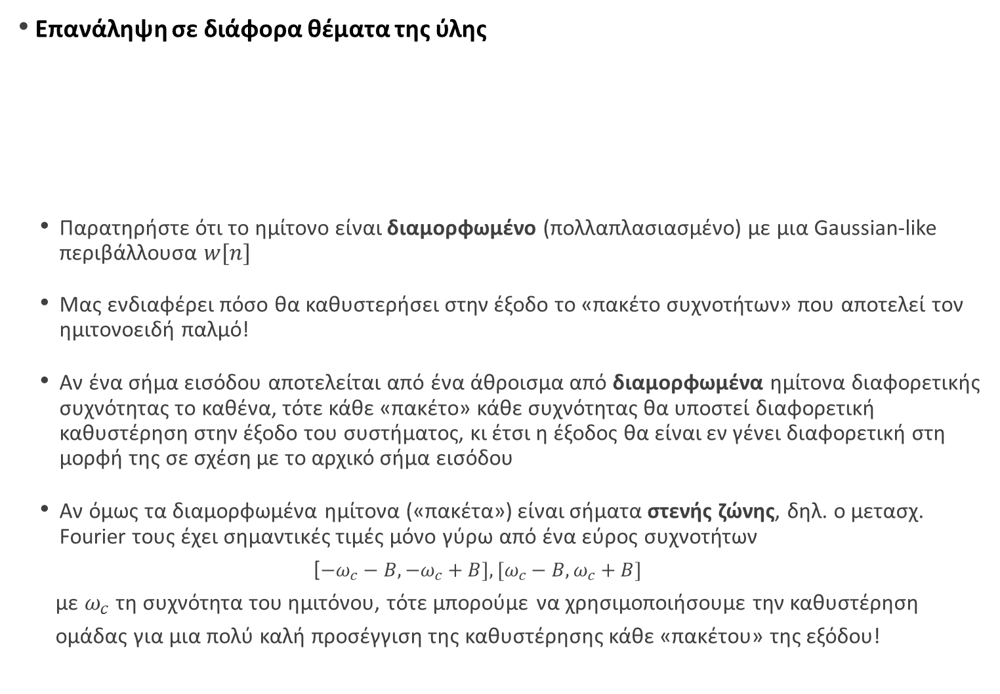 • Επανάληψη σε διάφορα θέματα της ύλης
• Παρατηρήστε ότι το ημίτονο είναι διαμορφωμένο (πολλαπλασιασμένο) με μια Gaussian-like
περιβάλλουσα w[n]
• Μας ενδιαφέρει πόσο θα καθυστερήσει στην έξοδο το «πακέτο συχνοτήτων» που αποτελεί τον
ημιτονοειδή παλμό!
• Αν ένα σήμα εισόδου αποτελείται από ένα άθροισμα από διαμορφωμένα ημίτονα διαφορετικής
συχνότητας το καθένα, τότε κάθε «πακέτο» κάθε συχνότητας θα υποστεί διαφορετική
καθυστέρηση στην έξοδο του συστήματος, κι έτσι η έξοδος θα είναι εν γένει διαφορετική στη
μορφή της σε σχέση με το αρχικό σήμα εισόδου
• Αν όμως τα διαμορφωμένα ημίτονα («πακέτα») είναι σήματα στενής ζώνης, δηλ. ο μετασχ.
Fourier τους έχει σημαντικές τιμές μόνο γύρω από ένα εύρος συχνοτήτων
[−ω_c − B, −ω_c + B], [ω_c − B, ω_c + B]
με ω_c τη συχνότητα του ημιτόνου, τότε μπορούμε να χρησιμοποιήσουμε την καθυστέρηση
ομάδας για μια πολύ καλή προσέγγιση της καθυστέρησης κάθε «πακέτου» της εξόδου!